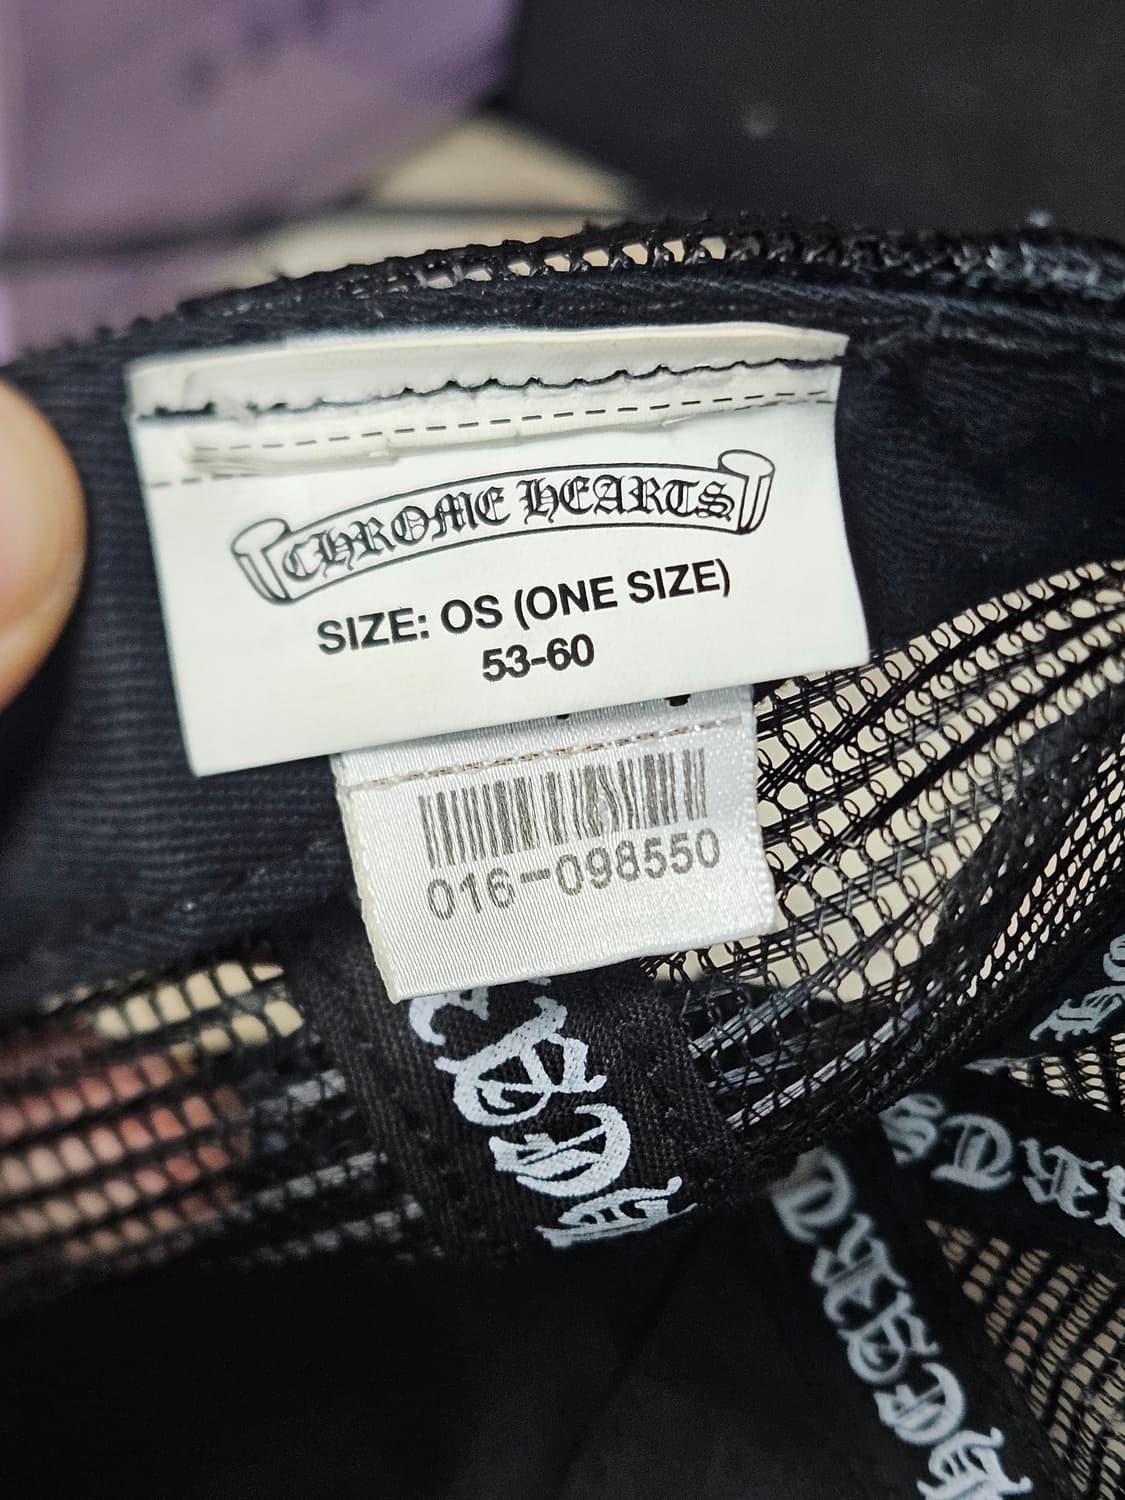 CHROME HEARTS
SIZE: OS (ONE SIZE)
53-60
016-098550